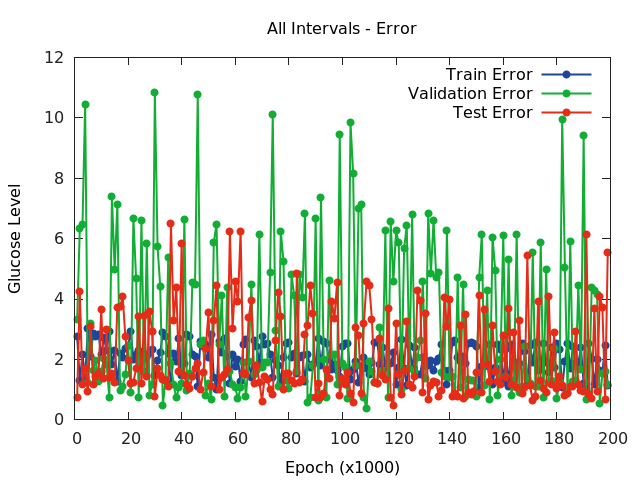 All Intervals - Error
12
10
8
6
4
2
0
Glucose Level
Train Error
Validation Error
Test Error
0 20 40 60 80 100 120 140 160 180 200
Epoch (x1000)